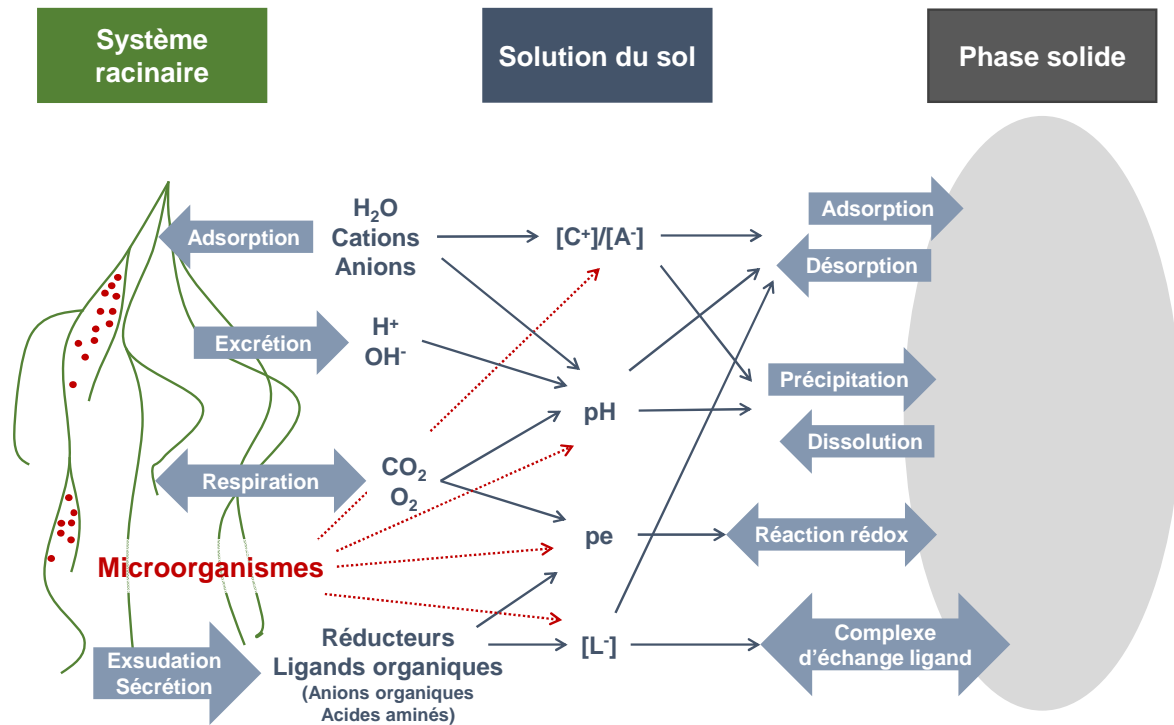 Système
racinaire
Solution du sol
Phase solide
Adsorption
H₂O
Cations
Anions
[C⁺]/[A⁻]
Adsorption
Désorption
Excrétion
H⁺
OH⁻
pH
Précipitation
Dissolution
Respiration
CO₂
O₂
pe
Réaction rédox
Microorganismes
Exsudation
Sécrétion
Réducteurs
Ligands organiques
(Anions organiques
Acides aminés)
[L⁻]
Complexe
d'échange ligand